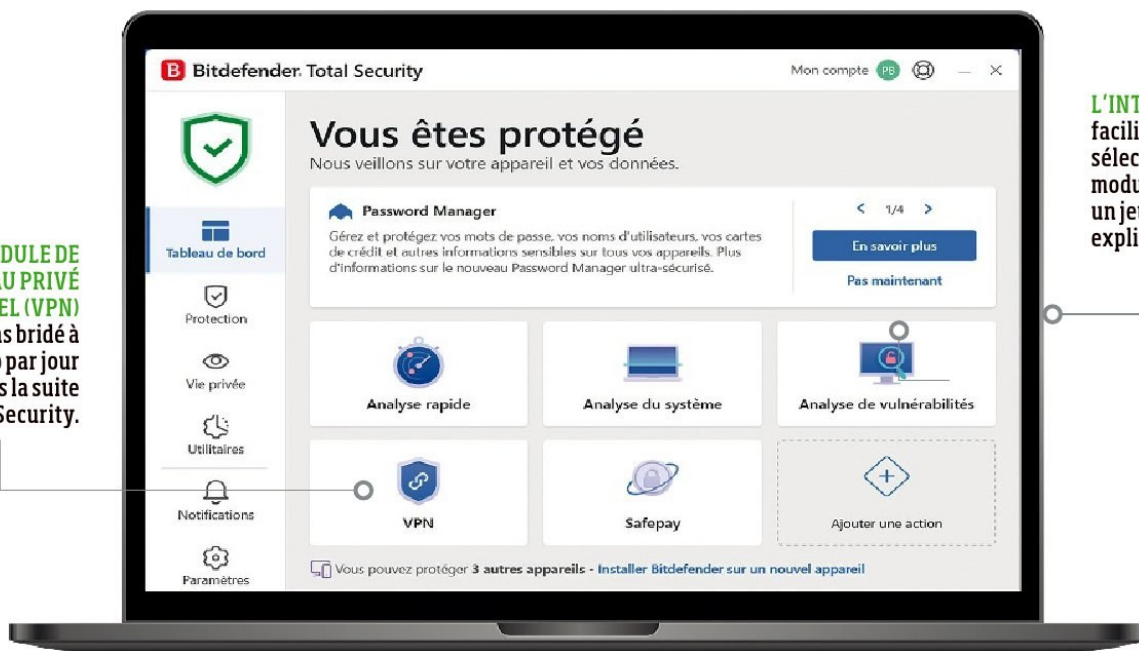 DULE DE
AU PRIVÉ
EL (VPN)
bridé à
par jour
la suite
Security.
B Bitdefender Total Security
Mon compte PB
Vous êtes protégé
Nous veillons sur votre appareil et vos données.
Tableau de bord
Protection
Vie privée
Utilitaires
Notifications
Paramètres
Password Manager
Gérez et protégez vos mots de passe, vos noms d'utilisateurs, vos cartes
de crédit et autres informations sensibles sur tous vos appareils. Plus
d'informations sur le nouveau Password Manager ultra-sécurisé.
< 1/4 >
En savoir plus
Pas maintenant
Analyse rapide
Analyse du système
Analyse de vulnérabilités
VPN
Safepay
Ajouter une action
Vous pouvez protéger 3 autres appareils - Installer Bitdefender sur un nouvel appareil
L'INT
facili
sélec
modu
un je
expli